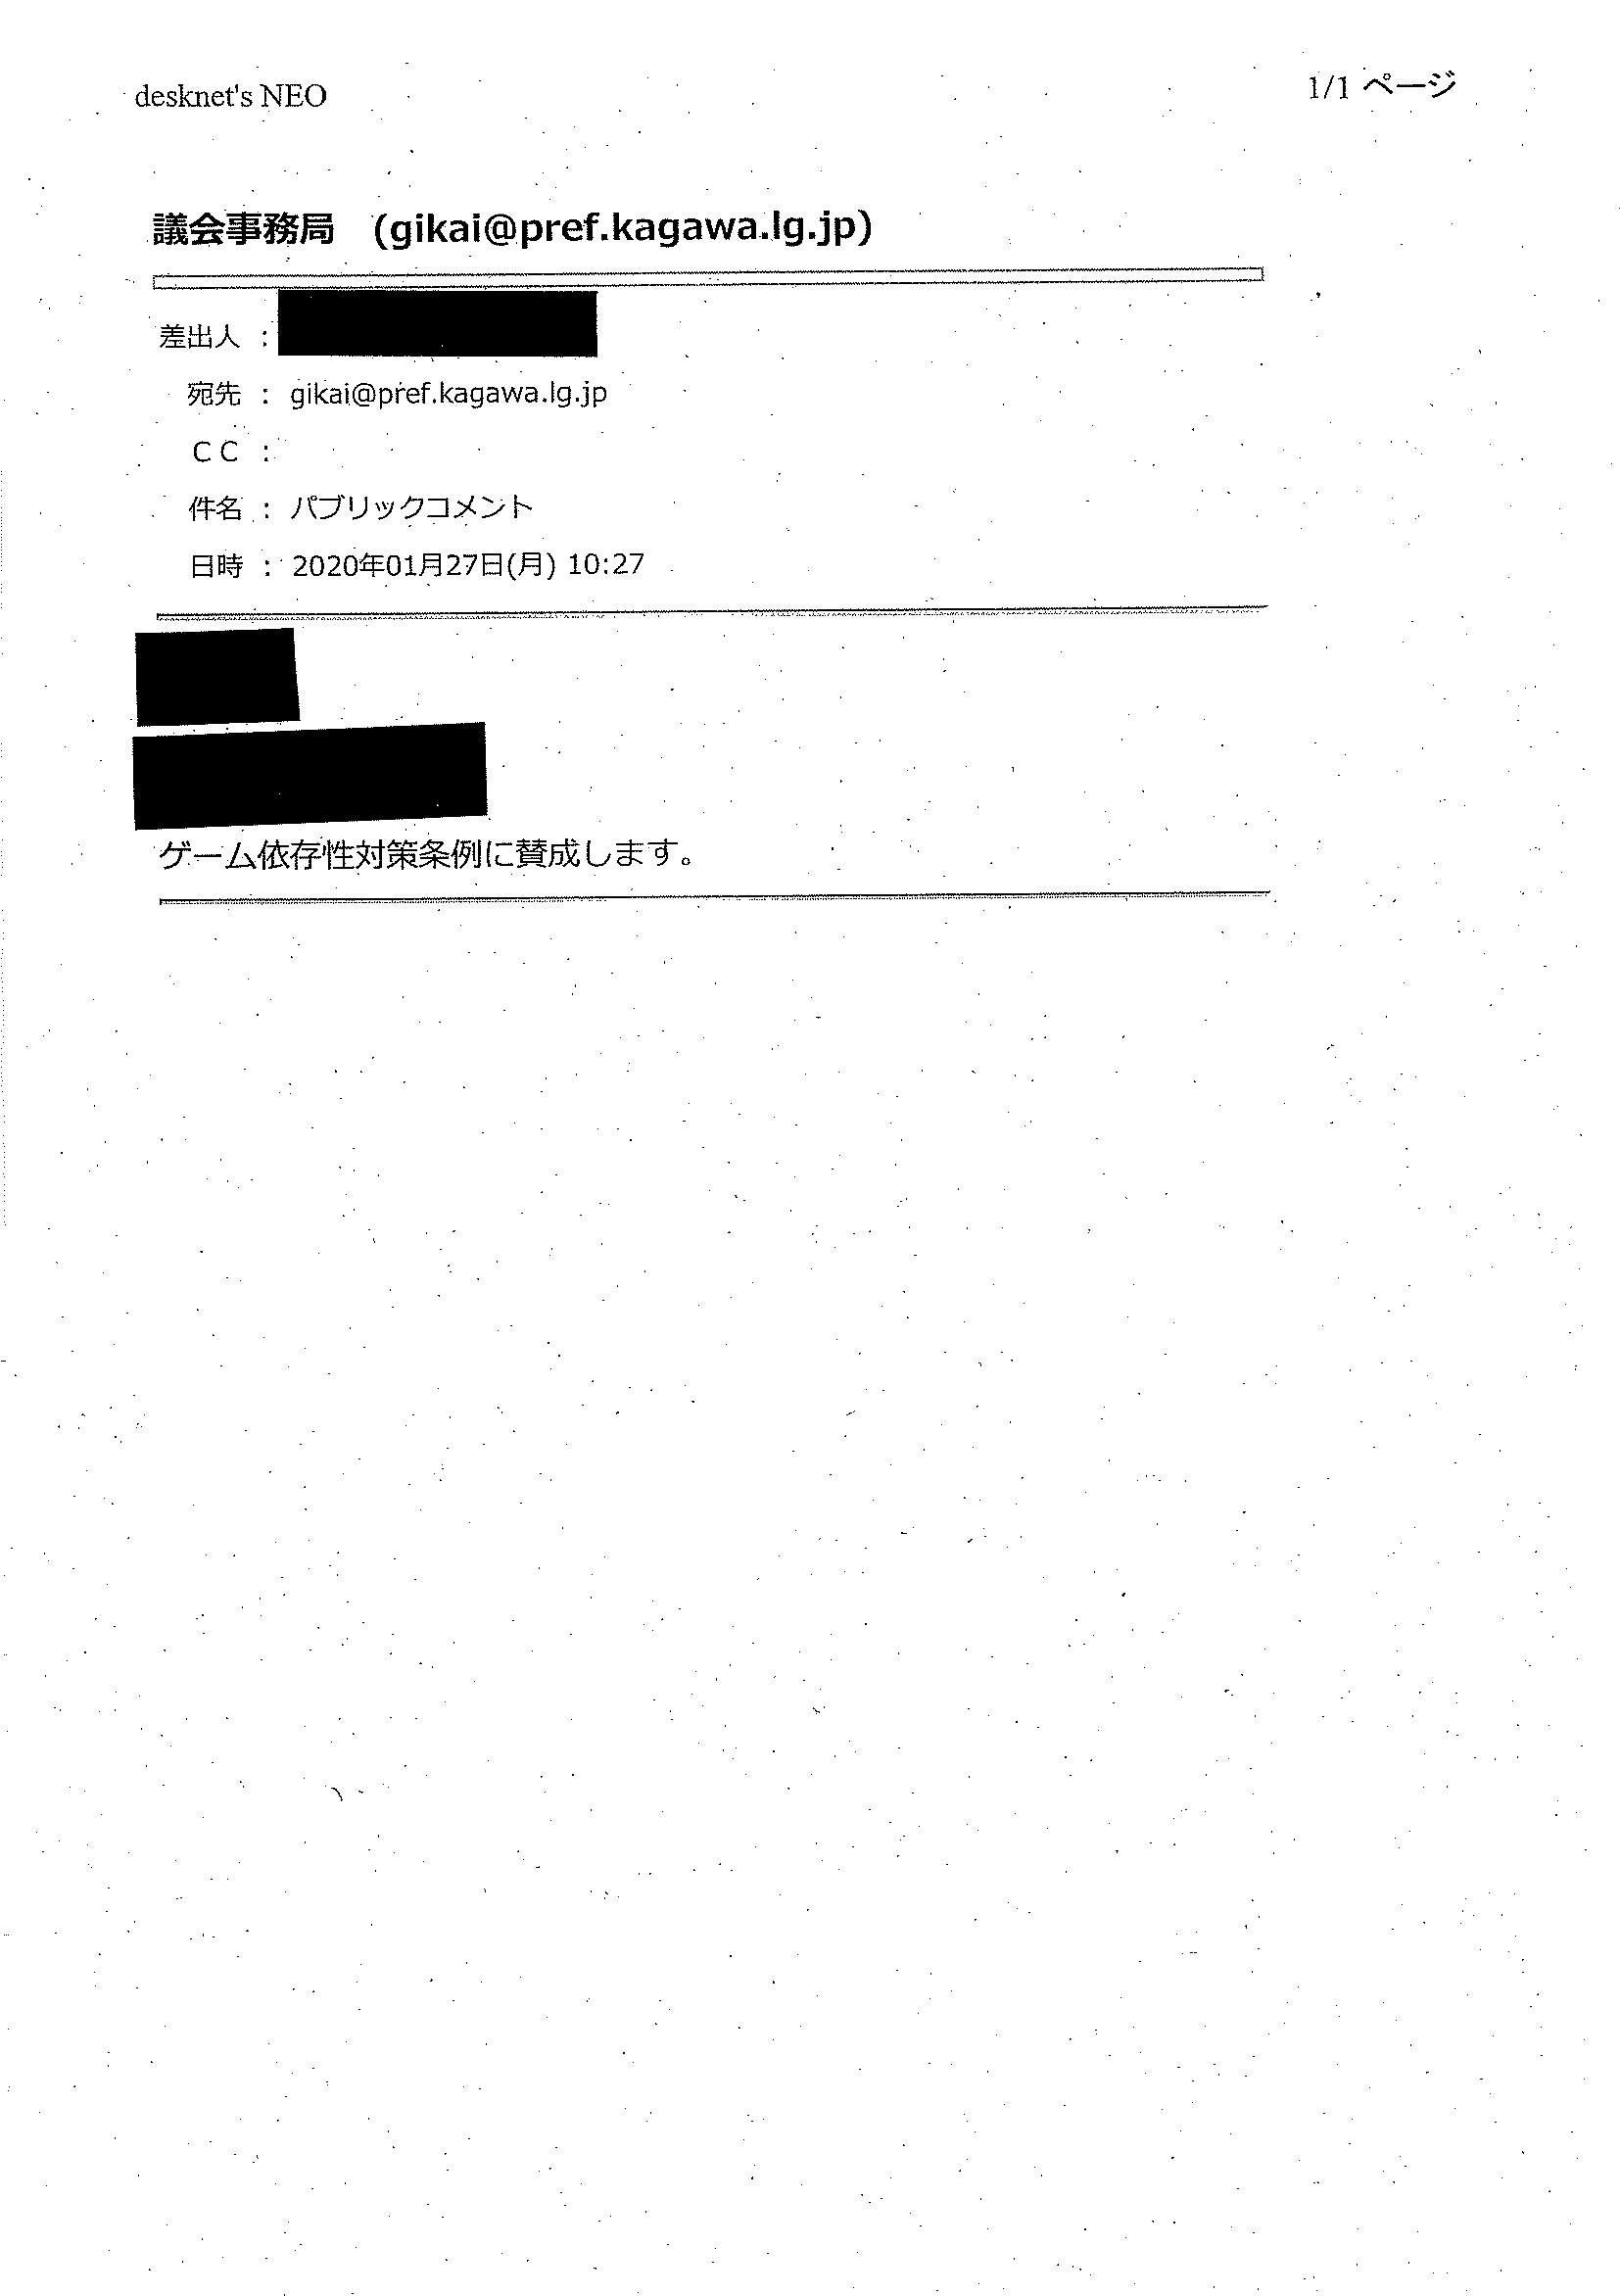 desknet's NEO
1/1 ページ
議会事務局 (gikai@pref.kagawa.lg.jp)
差出人 :
宛先 : gikai@pref.kagawa.lg.jp
ＣＣ :
件名 : パブリックコメント
日時 : 2020年01月27日(月) 10:27
ゲーム依存性対策条例に賛成します。